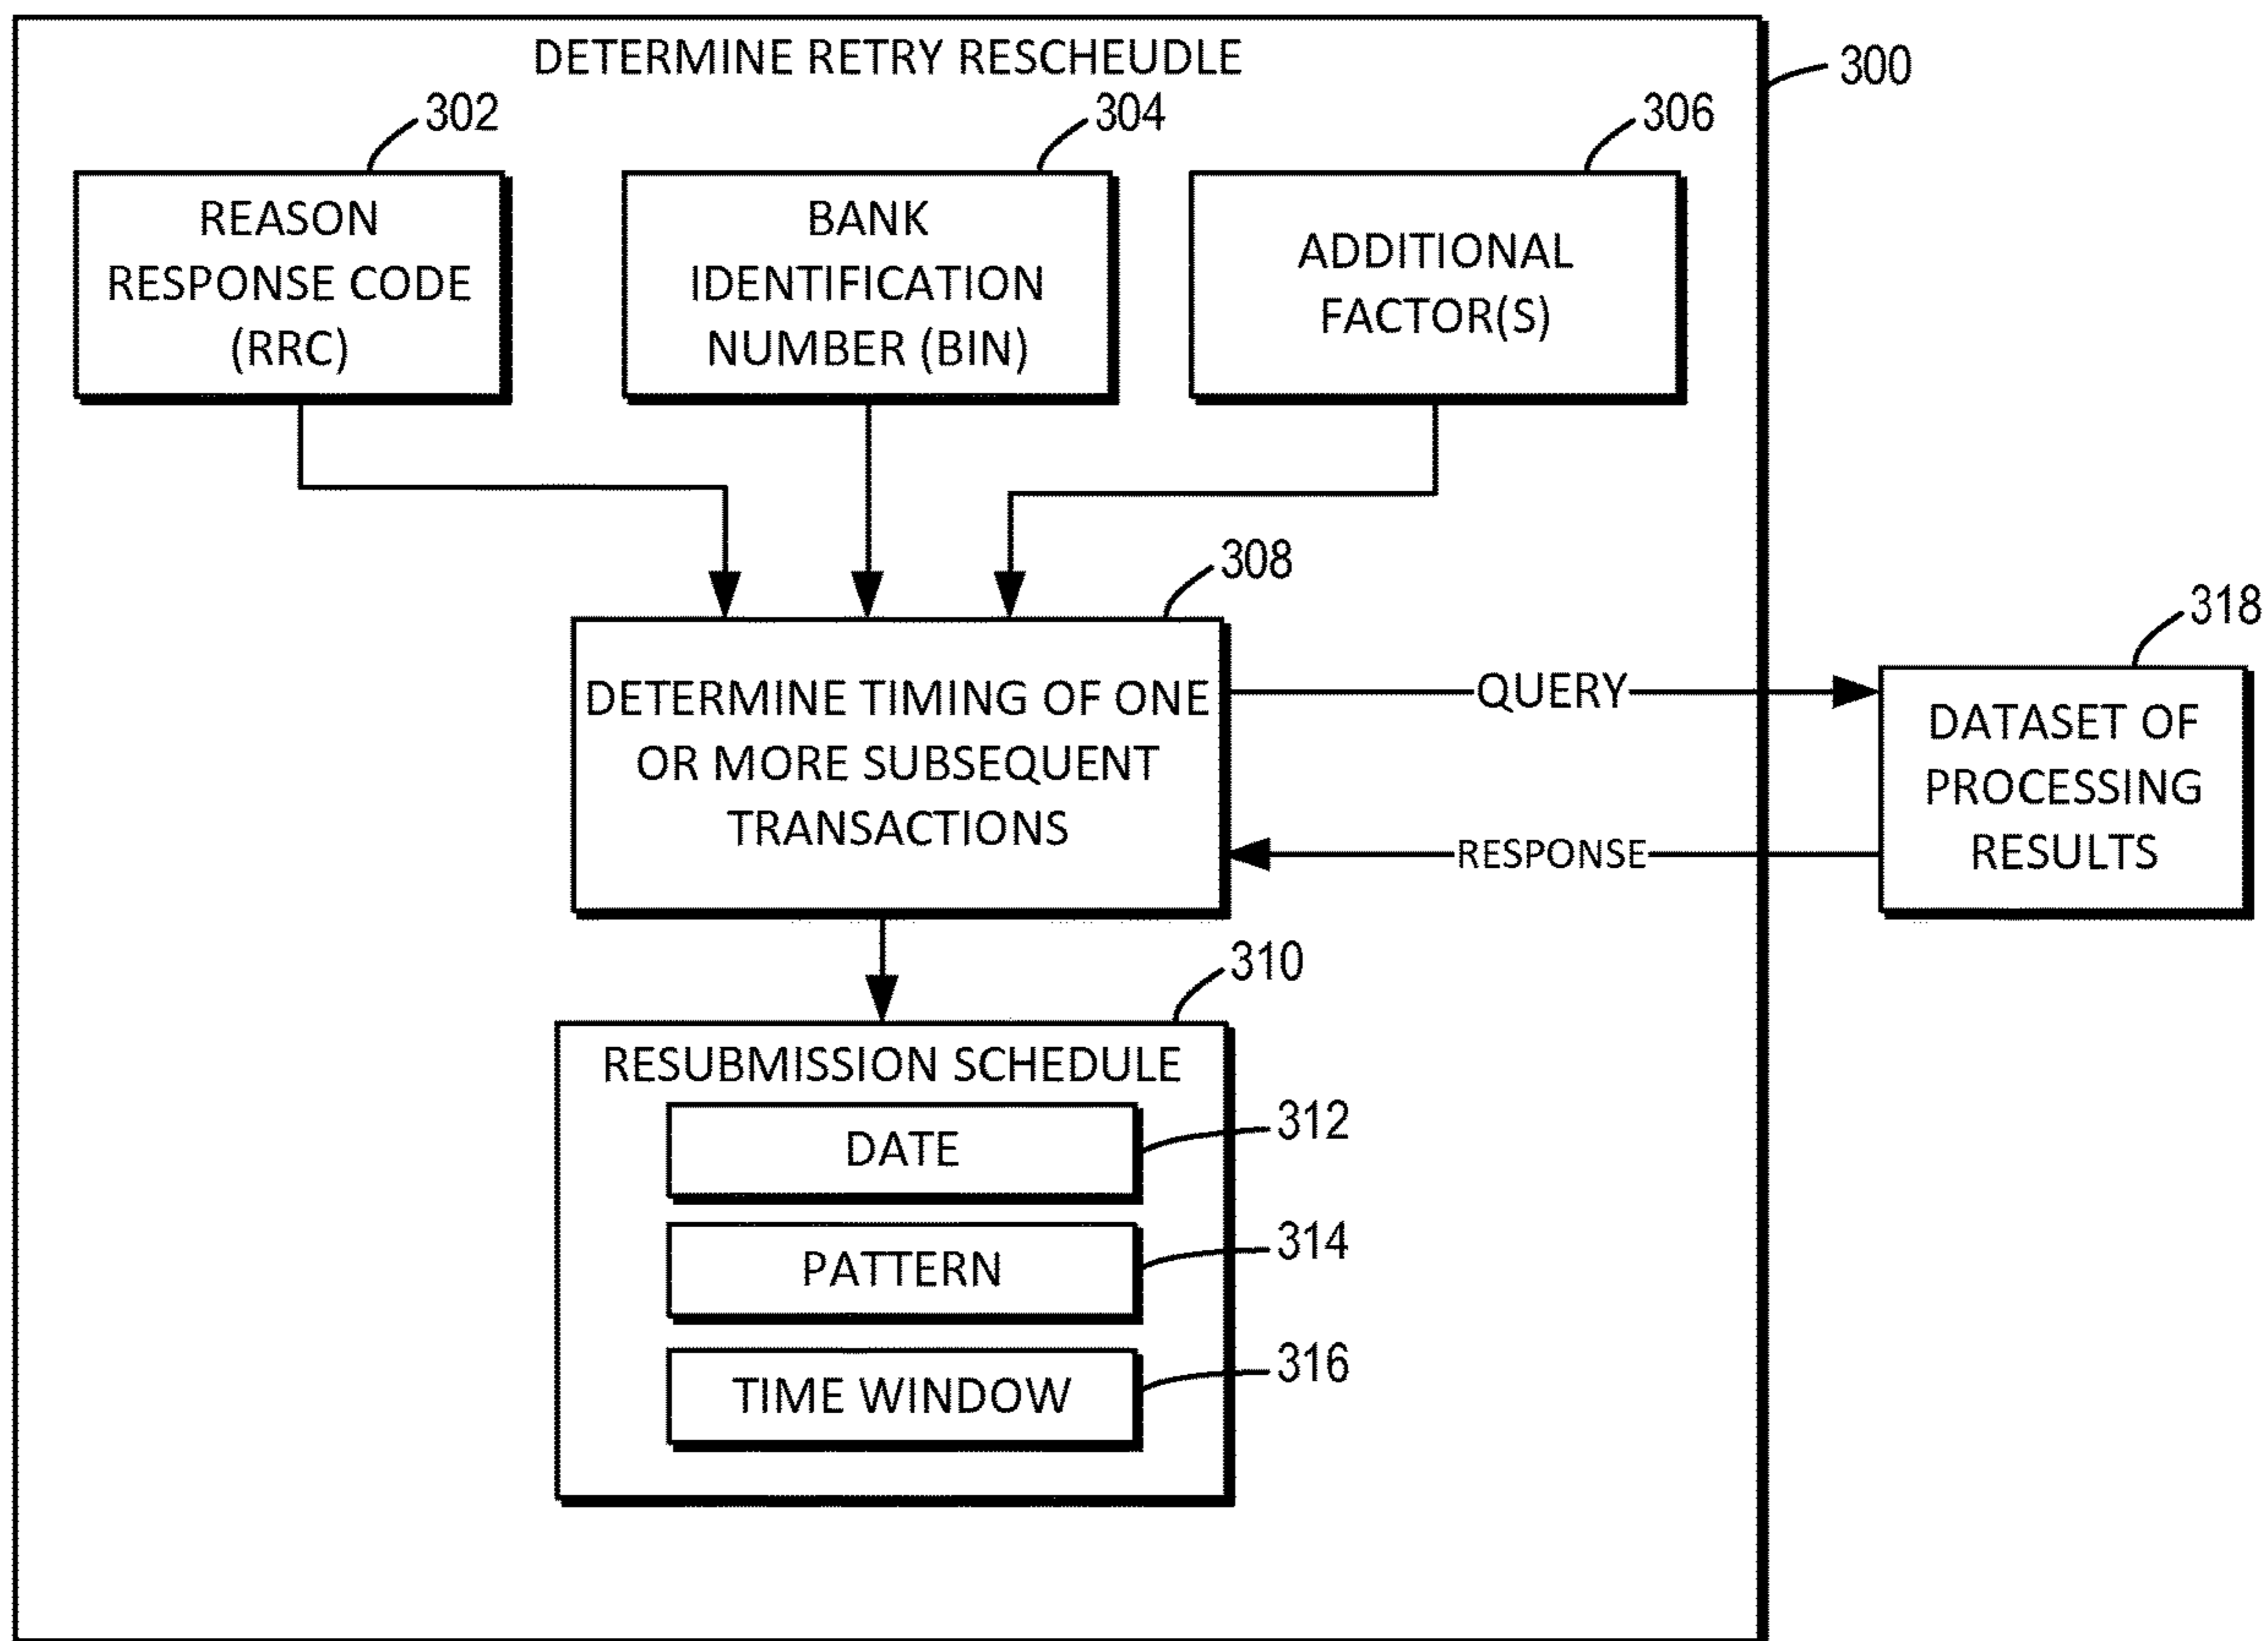 DETERMINE RETRY RESCHEUDLE
300
302
304
306
REASON
RESPONSE CODE
(RRC)
BANK
IDENTIFICATION
NUMBER (BIN)
ADDITIONAL
FACTOR(S)
308
318
DETERMINE TIMING OF ONE
OR MORE SUBSEQUENT
TRANSACTIONS
QUERY
RESPONSE
DATASET OF
PROCESSING
RESULTS
310
RESUBMISSION SCHEDULE
DATE
312
PATTERN
314
TIME WINDOW
316